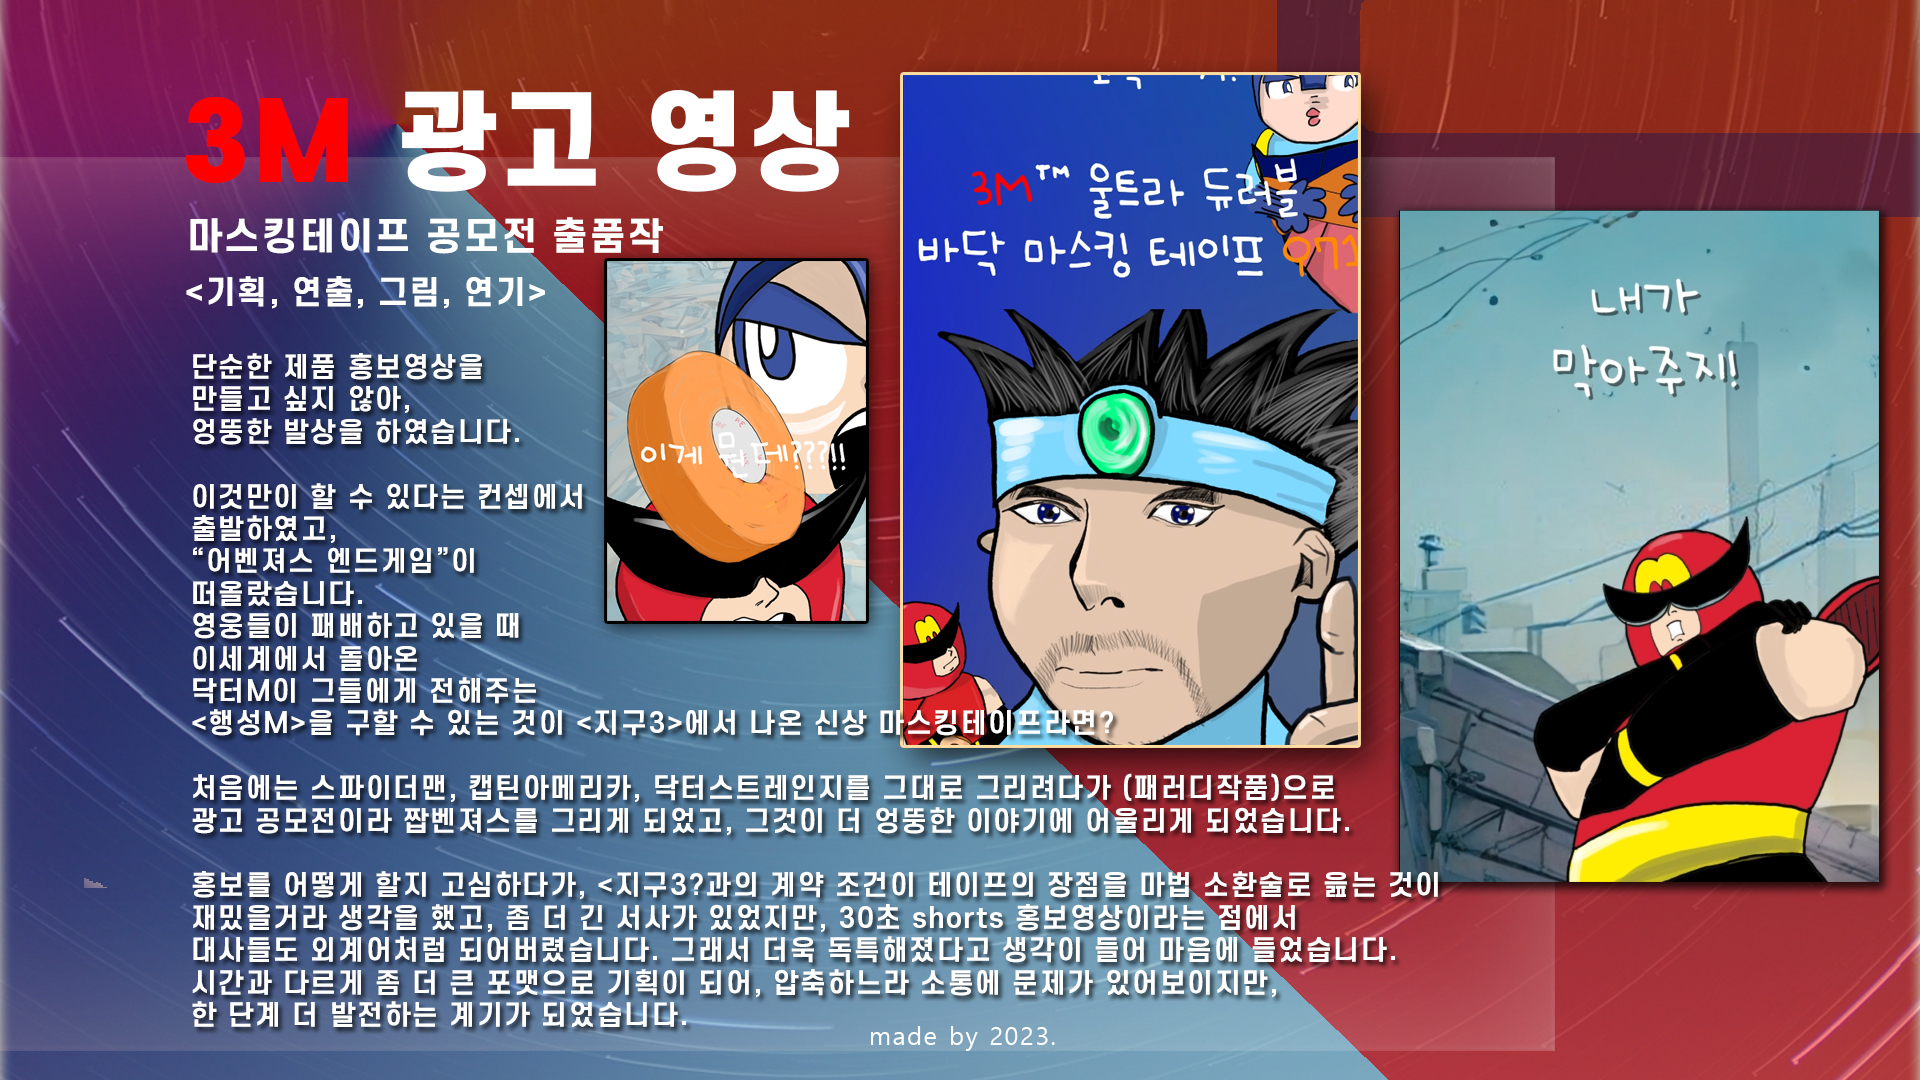 3M 광고 영상
마스킹테이프 공모전 출품작
<기획, 연출, 그림, 연기>
단순한 제품 홍보영상을
만들고 싶지 않아,
엉뚱한 발상을 하였습니다.
이것만이 할 수 있다는 컨셉에서
출발하였고,
“어벤져스 엔드게임”이
떠올랐습니다.
영웅들이 패배하고 있을 때
이세계에서 돌아온
닥터M이 그들에게 전해주는
<행성M>을 구할 수 있는 것이 <지구3>에서 나온 신상 마스킹테이프라면?
처음에는 스파이더맨, 캡틴아메리카, 닥터스트레인지를 그대로 그리려다가 (패러디작품)으로
광고 공모전이라 짭벤져스를 그리게 되었고, 그것이 더 엉뚱한 이야기에 어울리게 되었습니다.
홍보를 어떻게 할지 고심하다가, <지구3?과의 계약 조건이 테이프의 장점을 마법 소환술로 읊는 것이
재밌을거라 생각을 했고, 좀 더 긴 서사가 있었지만, 30초 shorts 홍보영상이라는 점에서
대사들도 외계어처럼 되어버렸습니다. 그래서 더욱 독특해졌다고 생각이 들어 마음에 들었습니다.
시간과 다르게 좀 더 큰 포맷으로 기획이 되어, 압축하느라 소통에 문제가 있어보이지만,
한 단계 더 발전하는 계기가 되었습니다.
made by 2023.
이게 뭔데???!!
3M™ 울트라 듀러블
바닥 마스킹 테이프 971
내가
막아주지!